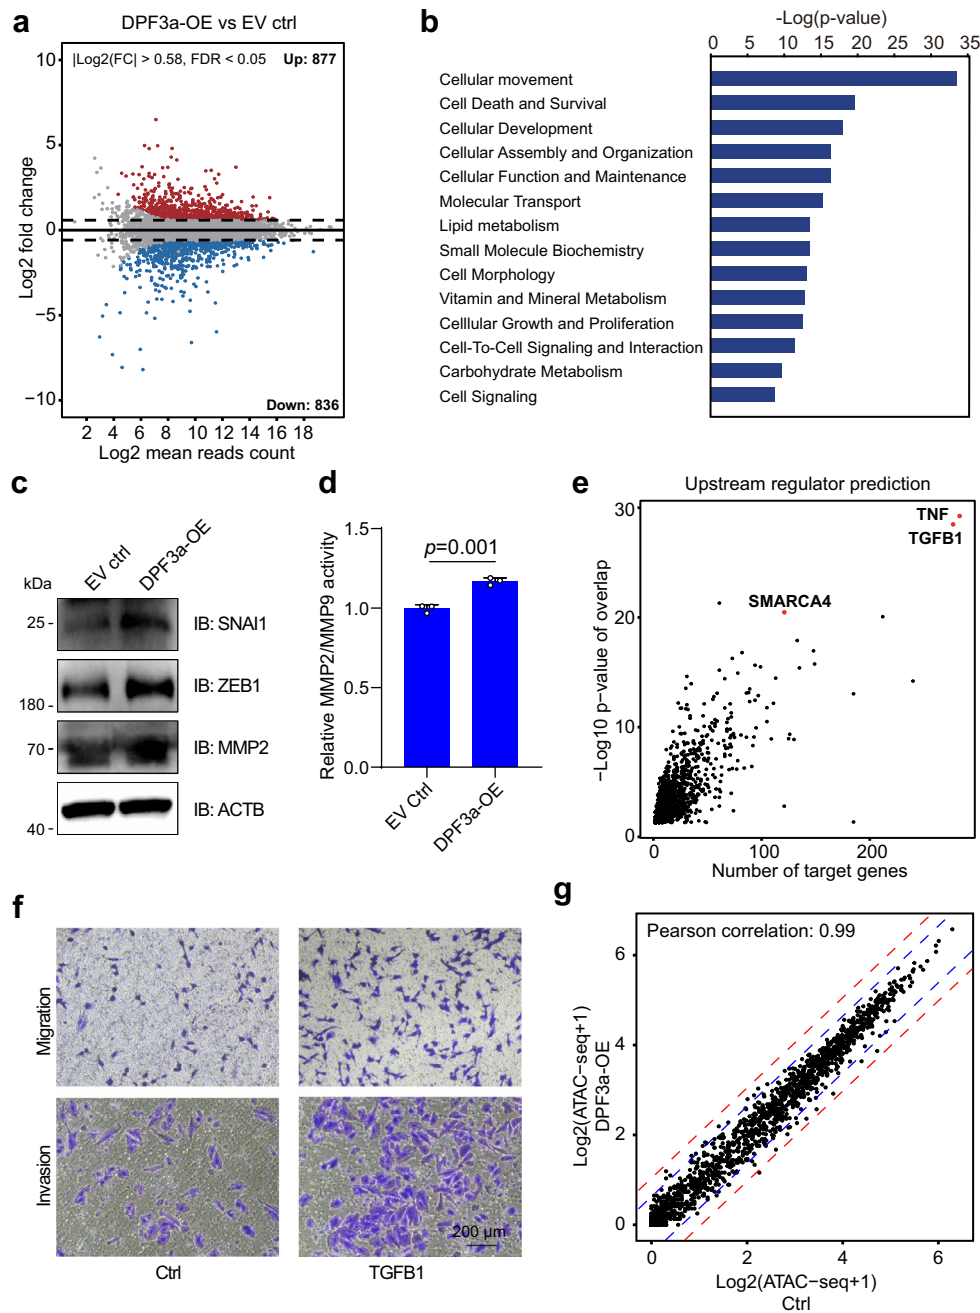 a
DPF3a-OE vs EV ctrl
|Log2(FC| > 0.58, FDR < 0.05 Up: 877
10
5
0
−5
−10
Log2 fold change
Down: 836
2 4 6 8 10 12 14 16 18
Log2 mean reads count
b
-Log(p-value)
0 5 10 15 20 25 30 35
Cellular movement
Cell Death and Survival
Cellular Development
Cellular Assembly and Organization
Cellular Function and Maintenance
Molecular Transport
Lipid metabolism
Small Molecule Biochemistry
Cell Morphology
Vitamin and Mineral Metabolism
Celllular Growth and Proliferation
Cell-To-Cell Signaling and Interaction
Carbohydrate Metabolism
Cell Signaling
c
EV ctrl
DPF3a-OE
kDa
25 - IB: SNAI1
180 - IB: ZEB1
70 - IB: MMP2
40 - IB: ACTB
d
Relative MMP2/MMP9 activity
1.5
1.0
0.5
0.0
p=0.001
EV Ctrl
DPF3a-OE
e
Upstream regulator prediction
−Log10 p−value of overlap
30
20
10
0
TNF
TGFB1
SMARCA4
0 100 200
Number of target genes
f
Migration
Invasion
200 μm
Ctrl TGFB1
g
Pearson correlation: 0.99
Log2(ATAC−seq+1)
DPF3a-OE
6
4
2
0
0 2 4 6
Log2(ATAC−seq+1)
Ctrl